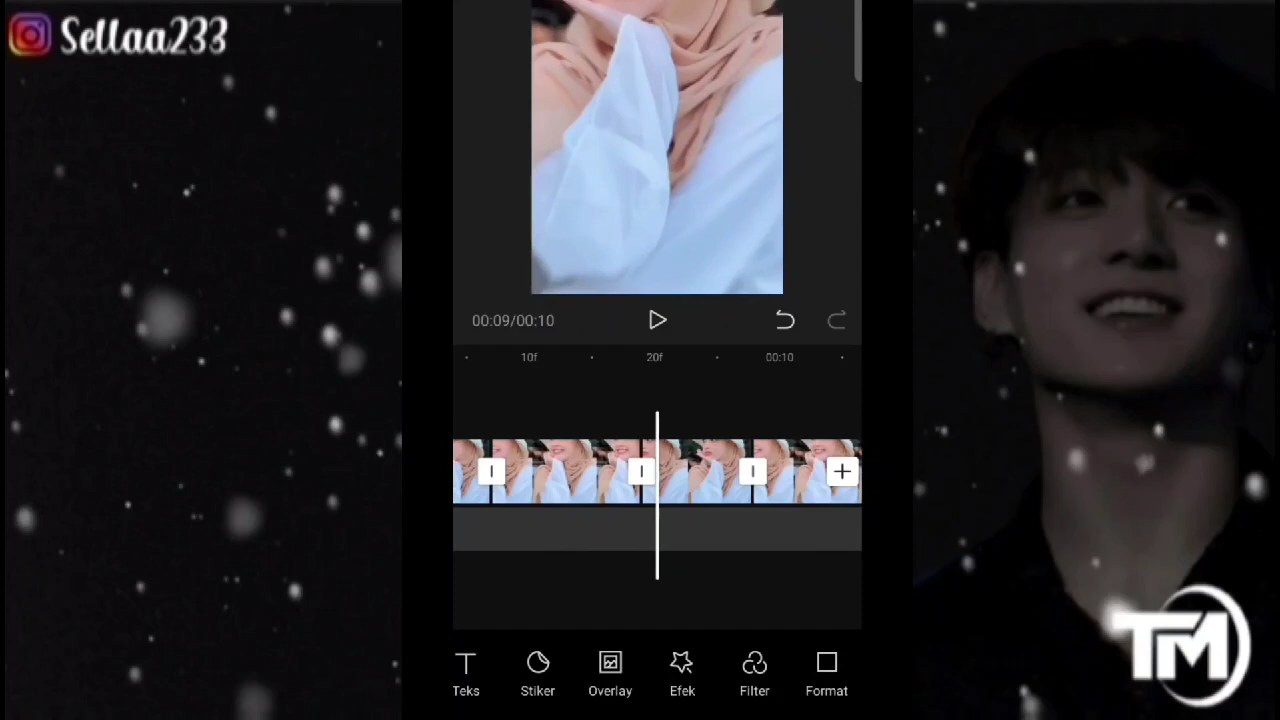 Sellaa233
00:09/00:10
10f 20f 00:10
Teks Stiker Overlay Efek Filter Format
TM